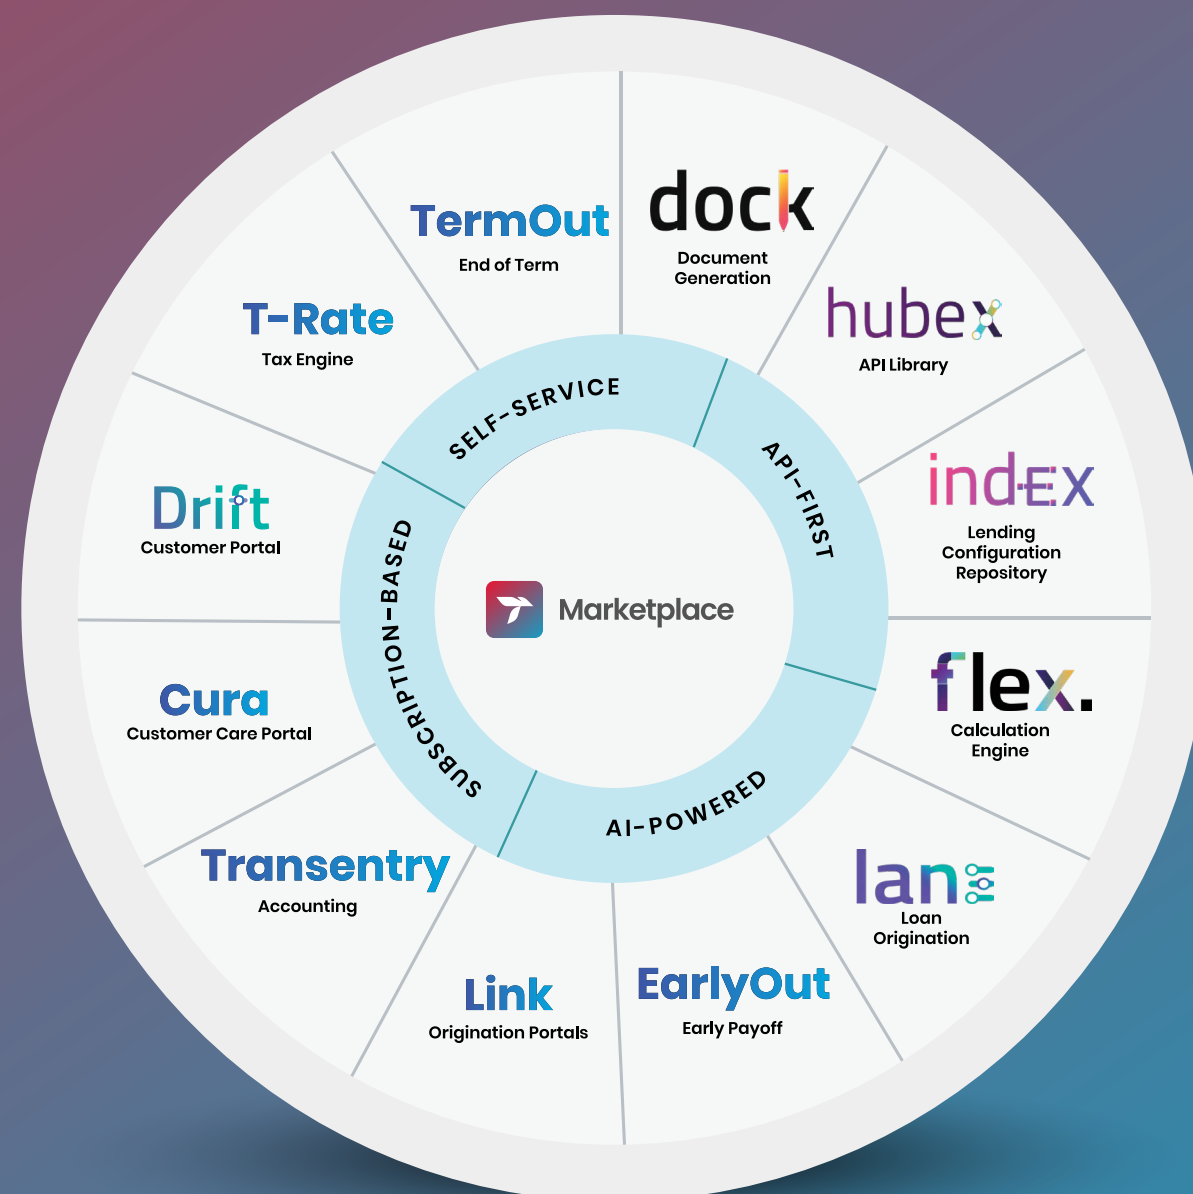 TermOut
End of Term
dock
Document
Generation
hubex
API Library
indEX
Lending
Configuration
Repository
flex.
Calculation
Engine
lane
Loan
Origination
EarlyOut
Early Payoff
Link
Origination Portals
Transentry
Accounting
Cura
Customer Care Portal
Drift
Customer Portal
T-Rate
Tax Engine
SELF-SERVICE
API-FIRST
AI-POWERED
SUBSCRIPTION-BASED
Marketplace